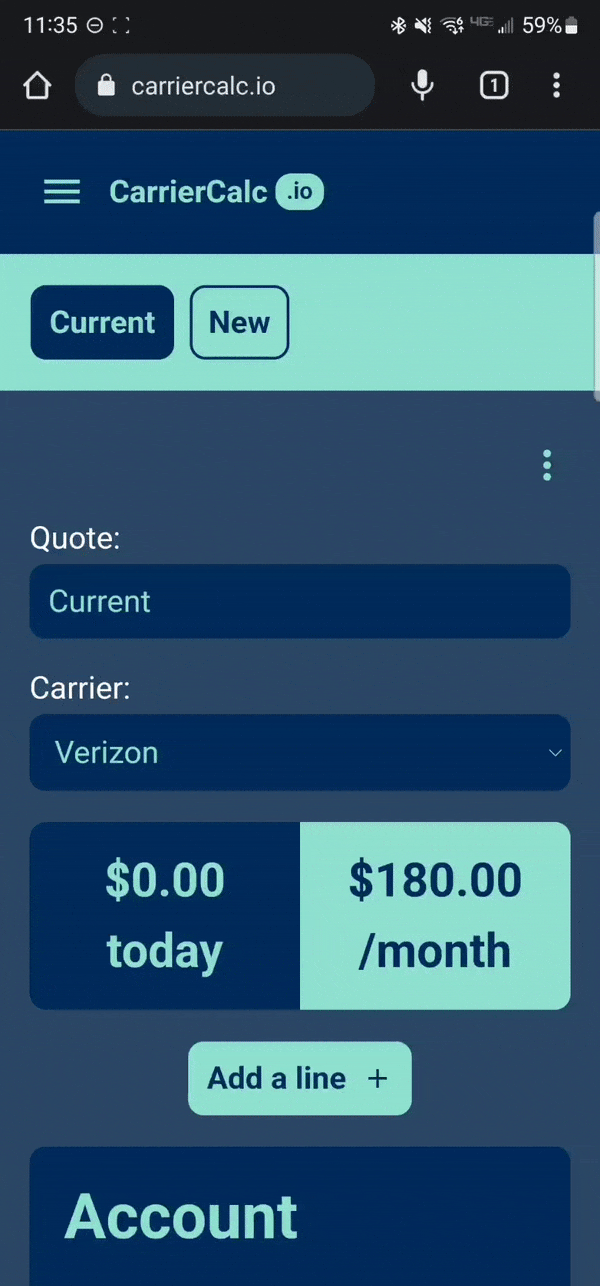 11:35 4GE 59%
carriercalc.io 1
CarrierCalc .io
Current New
Quote:
Current
Carrier:
Verizon
$0.00 $180.00
today /month
Add a line +
Account